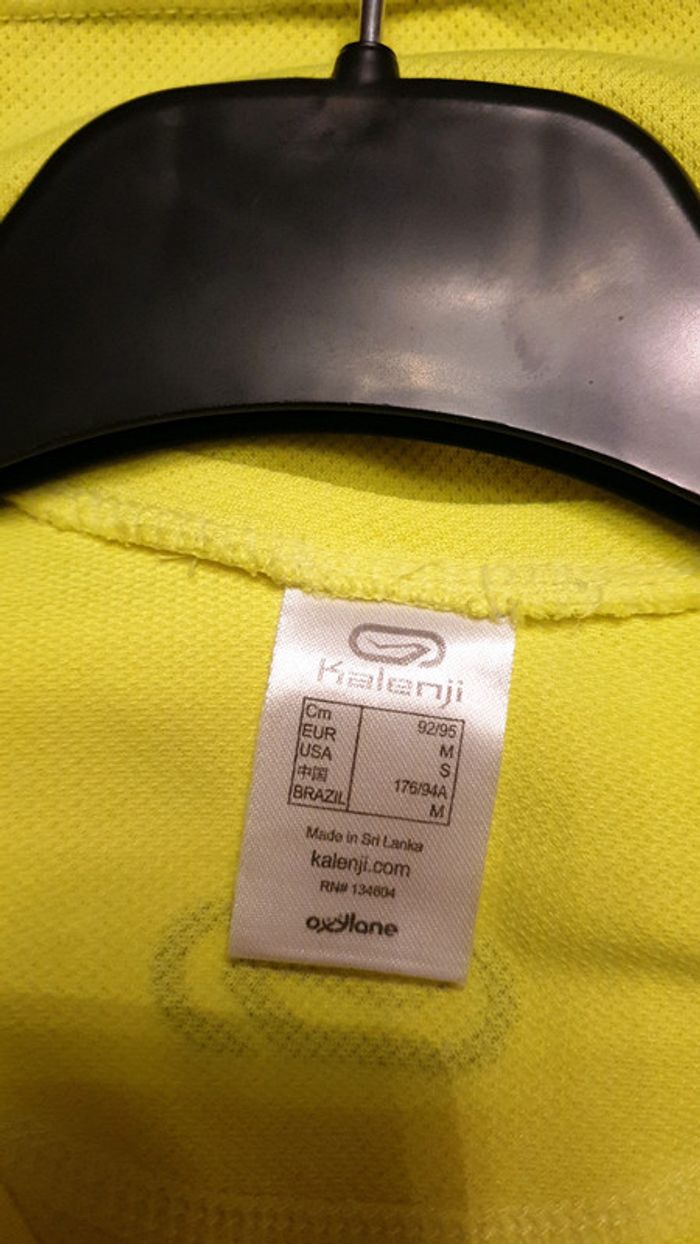 Kalenji
Cm 92/95
EUR M
USA S
中国 176/94A
BRAZIL M
Made in Sri Lanka
kalenji.com
RN# 134604
oxylane